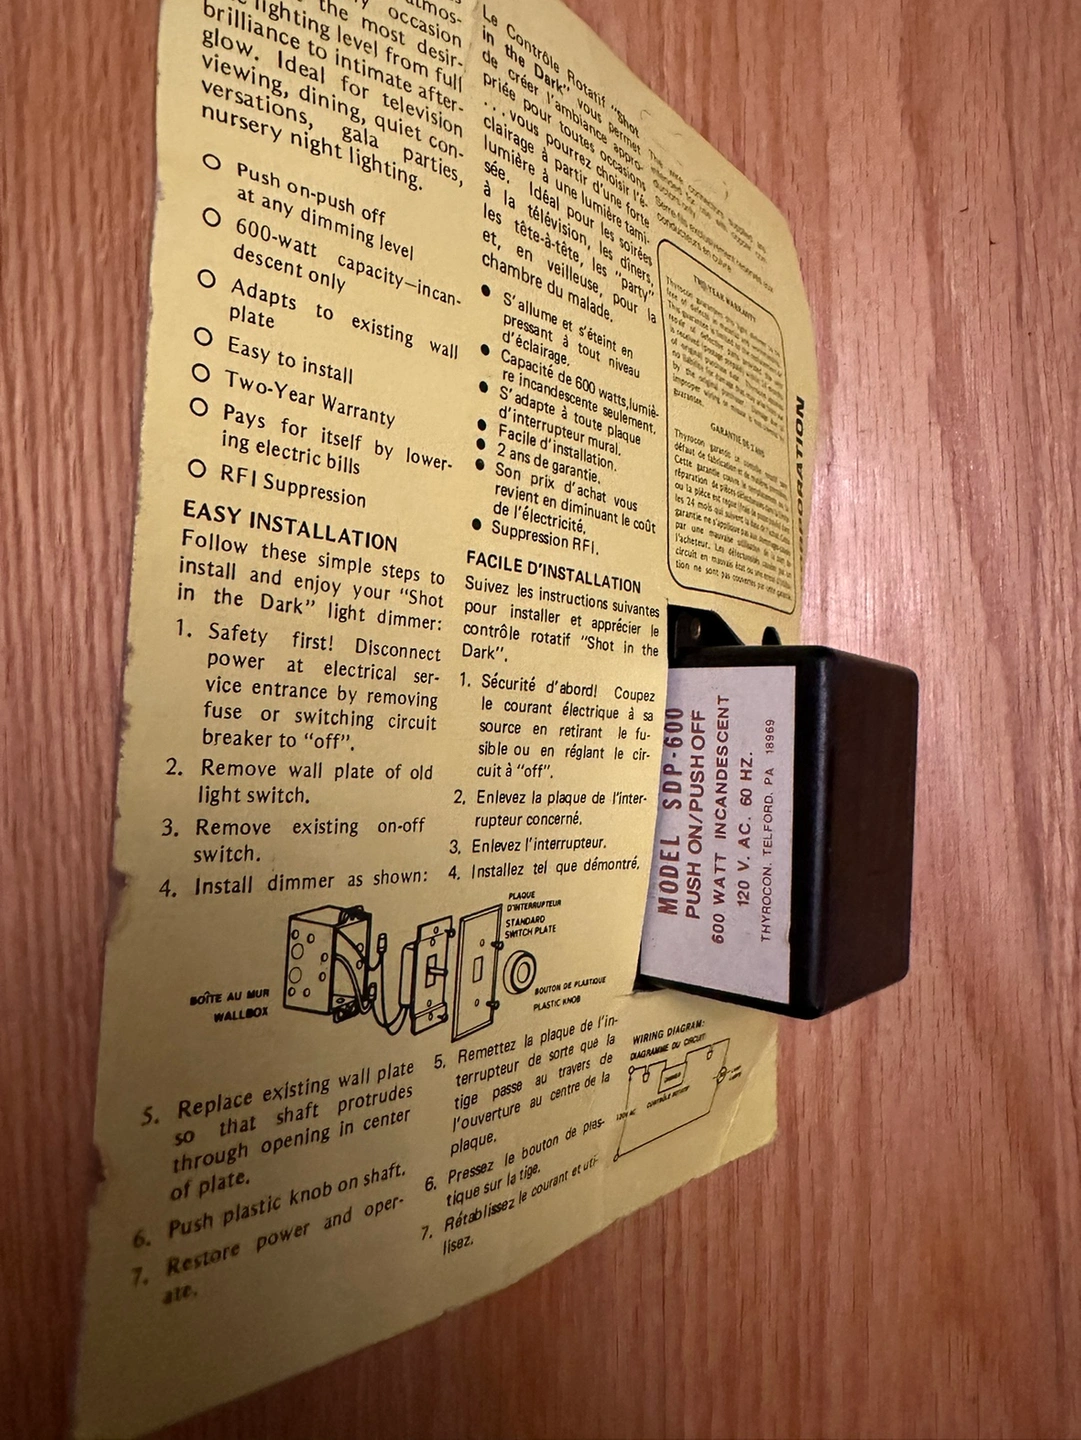 atmos-
occasion
the most desir-
lighting level from full
brilliance to intimate after-
glow. Ideal for television
viewing, dining, quiet con-
versations, gala parties,
nursery night lighting.
O Push on-push off
at any dimming level
O 600-watt capacity—incan-
descent only
O Adapts to existing wall
plate
O Easy to install
O Two-Year Warranty
O Pays for itself by lower-
ing electric bills
O RFI Suppression
EASY INSTALLATION
Follow these simple steps to
install and enjoy your "Shot
in the Dark" light dimmer:
1. Safety first! Disconnect
power at electrical ser-
vice entrance by removing
fuse or switching circuit
breaker to "off".
2. Remove wall plate of old
light switch.
3. Remove existing on-off
switch.
4. Install dimmer as shown:
BOÎTE AU MUR
WALLBOX
PLAQUE
D'INTERRUPTEUR
STANDARD
SWITCH PLATE
BOUTON DE PLASTIQUE
PLASTIC KNOB
5. Replace existing wall plate
so that shaft protrudes
through opening in center
of plate.
6. Push plastic knob on shaft.
7. Restore power and oper-
ate.
Le Contrôle Rotatif "Shot
in the Dark" vous permet
de créer l'ambiance appro-
priée pour toutes occasions
...vous pourrez choisir l'é-
clairage à partir d'une forte
lumière à une lumière tami-
sée. Idéal pour les soirées
à la télévision, les dîners,
les tête-à-tête, les "party"
et, en veilleuse, pour la
chambre du malade.
● S'allume et s'éteint en
pressant à tout niveau
d'éclairage.
● Capacité de 600 watts,lumiè-
re incandescente seulement.
● S'adapte à toute plaque
d'interrupteur mural.
● Facile d'installation.
● 2 ans de garantie.
● Son prix d'achat vous
revient en diminuant le coût
de l'électricité.
● Suppression RFI.
FACILE D'INSTALLATION
Suivez les instructions suivantes
pour installer et apprécier le
contrôle rotatif "Shot in the
Dark".
1. Sécurité d'abord! Coupez
le courant électrique à sa
source en retirant le fu-
sible ou en réglant le cir-
cuit à "off".
2. Enlevez la plaque de l'inter-
rupteur concerné.
3. Enlevez l'interrupteur.
4. Installez tel que démontré.
5. Remettez la plaque de l'in-
terrupteur de sorte que la
tige passe au travers de
l'ouverture au centre de la
plaque.
6. Pressez le bouton de plas-
tique sur la tige.
7. Rétablissez le courant et uti-
lisez.
TWO-YEAR WARRANTY
GARANTIE DE 2 ANS
MODEL SDP-600
PUSH ON/PUSH OFF
600 WATT INCANDESCENT
120 V. AC. 60 HZ.
THYROCON. TELFORD. PA 18969
WIRING DIAGRAM:
DIAGRAMME DU CIRCUIT:
120V AC
DIMMER
CONTRÔLE ROTATIF